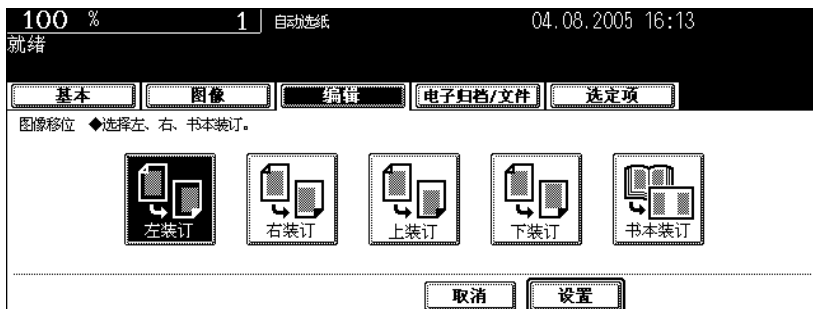 100 % 1 自动选纸 04.08.2005 16:13
就绪
基本 图像 编辑 电子归档/文件 选定项
图像移位 ◆选择左、右、书本装订。
左装订 右装订 上装订 下装订 书本装订
取消 设置